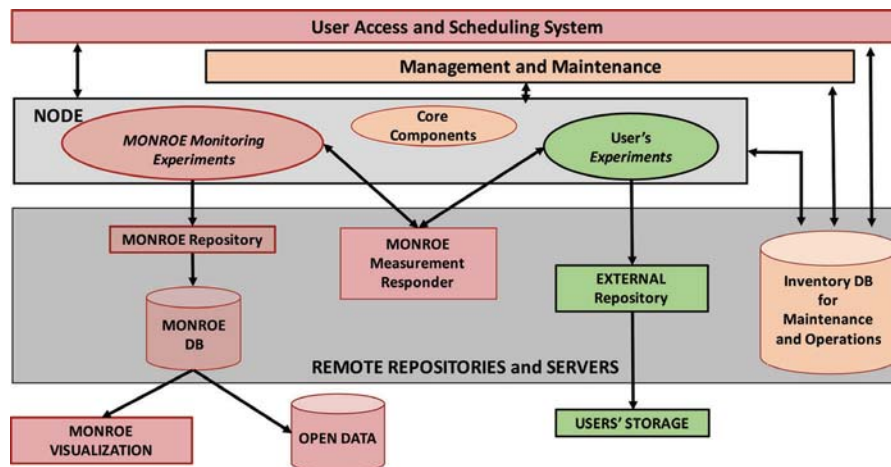 User Access and Scheduling System
Management and Maintenance
NODE
MONROE Monitoring
Experiments
Core
Components
User's
Experiments
MONROE Repository
MONROE
Measurement
Responder
EXTERNAL
Repository
Inventory DB
for
Maintenance
and Operations
MONROE
DB
REMOTE REPOSITORIES and SERVERS
MONROE
VISUALIZATION
OPEN DATA
USERS' STORAGE